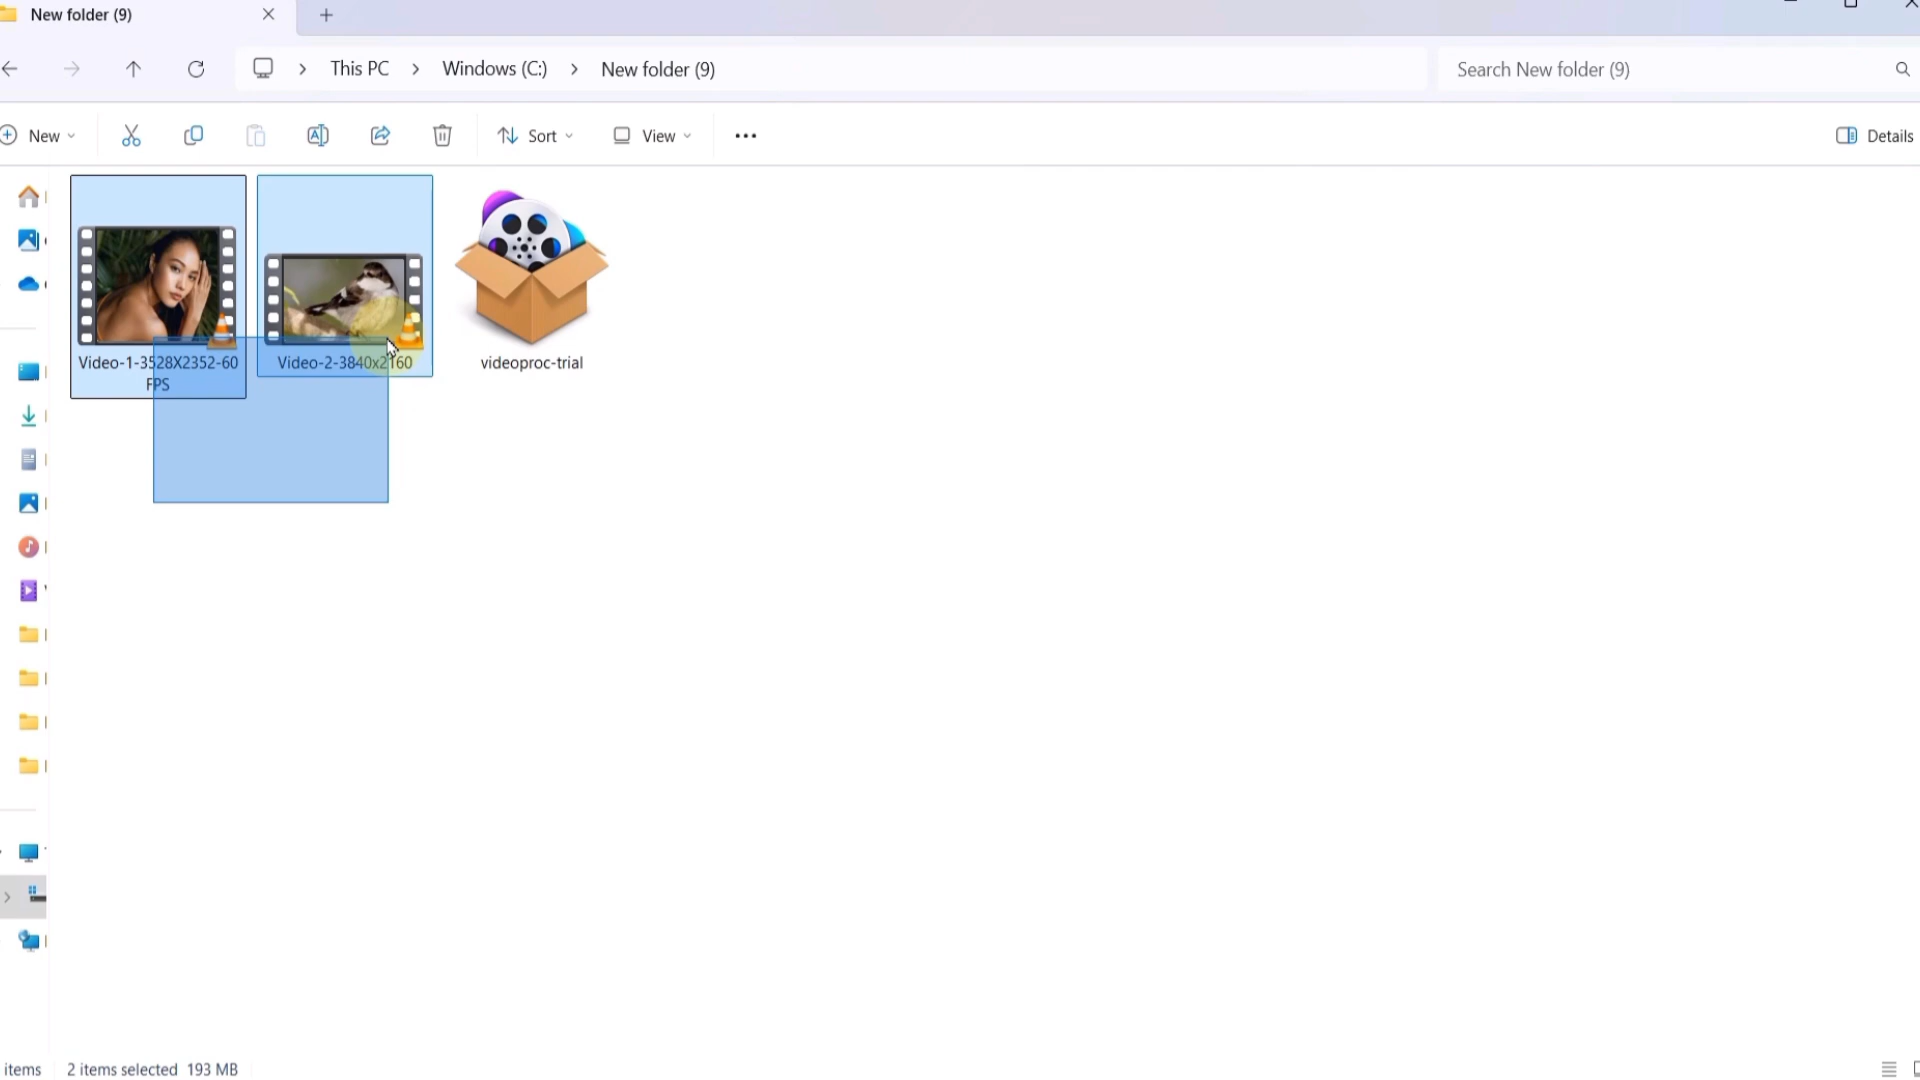 New folder (9)
This PC
Windows (C:)
New folder (9)
Search New folder (9)
New
Sort
View
Details
Video-1-3528X2352-60
FPS
Video-2-3840x2160
videoproc-trial
items
2 items selected 193 MB